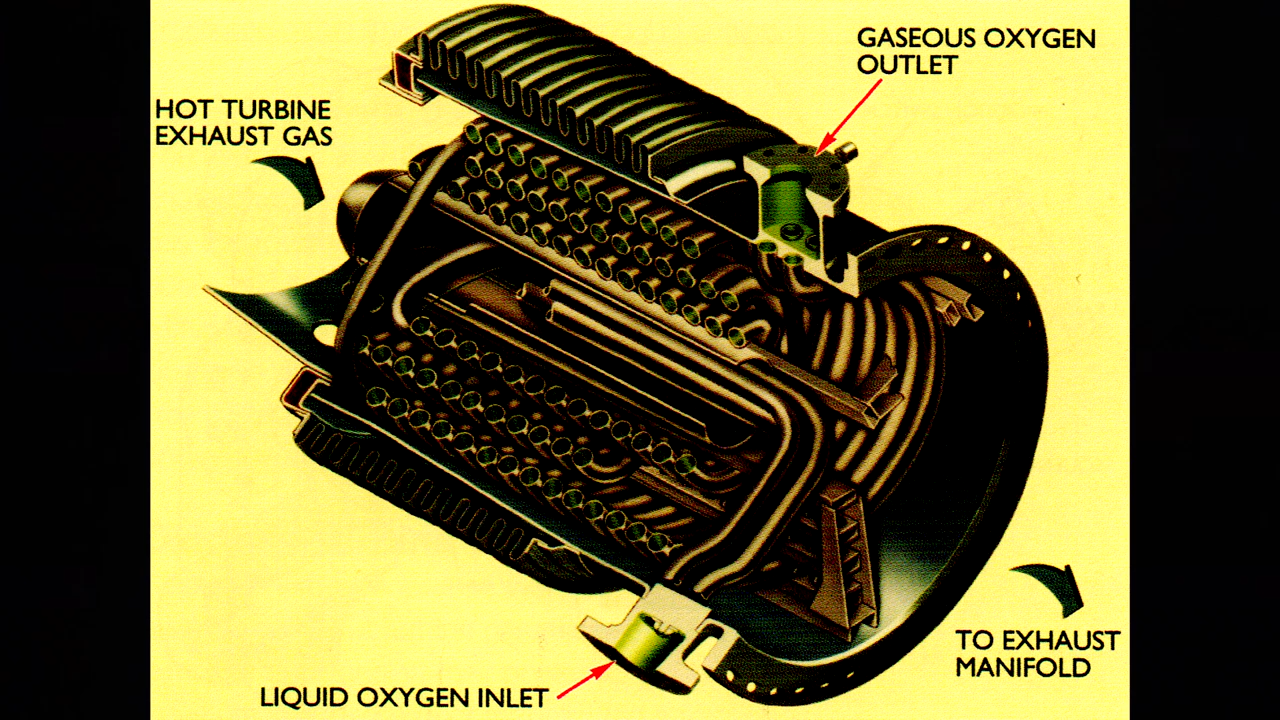 GASEOUS OXYGEN
OUTLET
HOT TURBINE
EXHAUST GAS
TO EXHAUST
MANIFOLD
LIQUID OXYGEN INLET